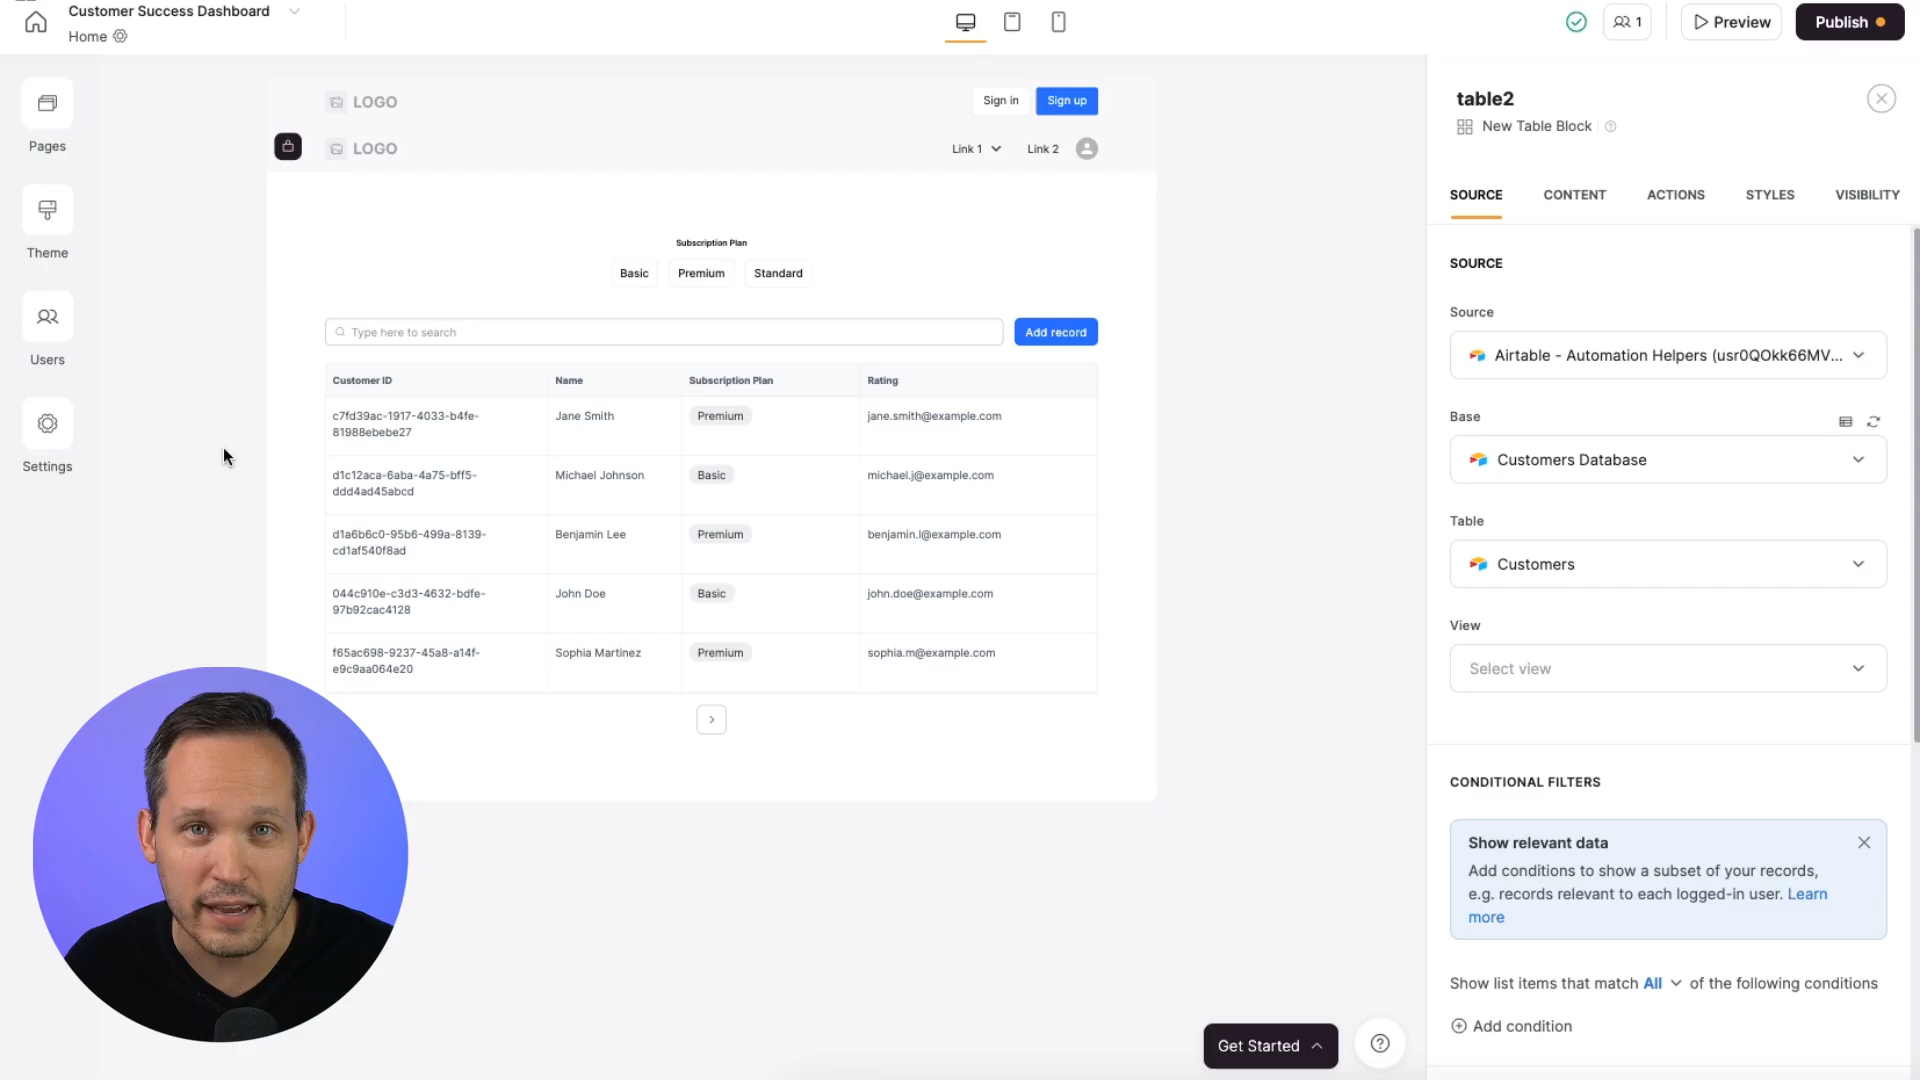 Customer Success Dashboard
Home
1
Preview
Publish
Pages
Theme
Users
Settings
LOGO
Sign in
Sign up
LOGO
Link 1
Link 2
Subscription Plan
Basic
Premium
Standard
Type here to search
Add record
Customer ID
Name
Subscription Plan
Rating
c7fd39ac-1917-4033-b4fe-
81988ebebe27
Jane Smith
Premium
jane.smith@example.com
d1c12aca-6aba-4a75-bff5-
ddd4ad45abcd
Michael Johnson
Basic
michael.j@example.com
d1a6b6c0-95b6-499a-8139-
cd1af540f8ad
Benjamin Lee
Premium
benjamin.l@example.com
044c910e-c3d3-4632-bdfe-
97b92cac4128
John Doe
Basic
john.doe@example.com
f65ac698-9237-45a8-a14f-
e9c9aa064e20
Sophia Martinez
Premium
sophia.m@example.com
Get Started
table2
New Table Block
SOURCE
CONTENT
ACTIONS
STYLES
VISIBILITY
SOURCE
Source
Airtable - Automation Helpers (usr0QOkk66MV...
Base
Customers Database
Table
Customers
View
Select view
CONDITIONAL FILTERS
Show relevant data
Add conditions to show a subset of your records,
e.g. records relevant to each logged-in user. Learn
more
Show list items that match All of the following conditions
Add condition